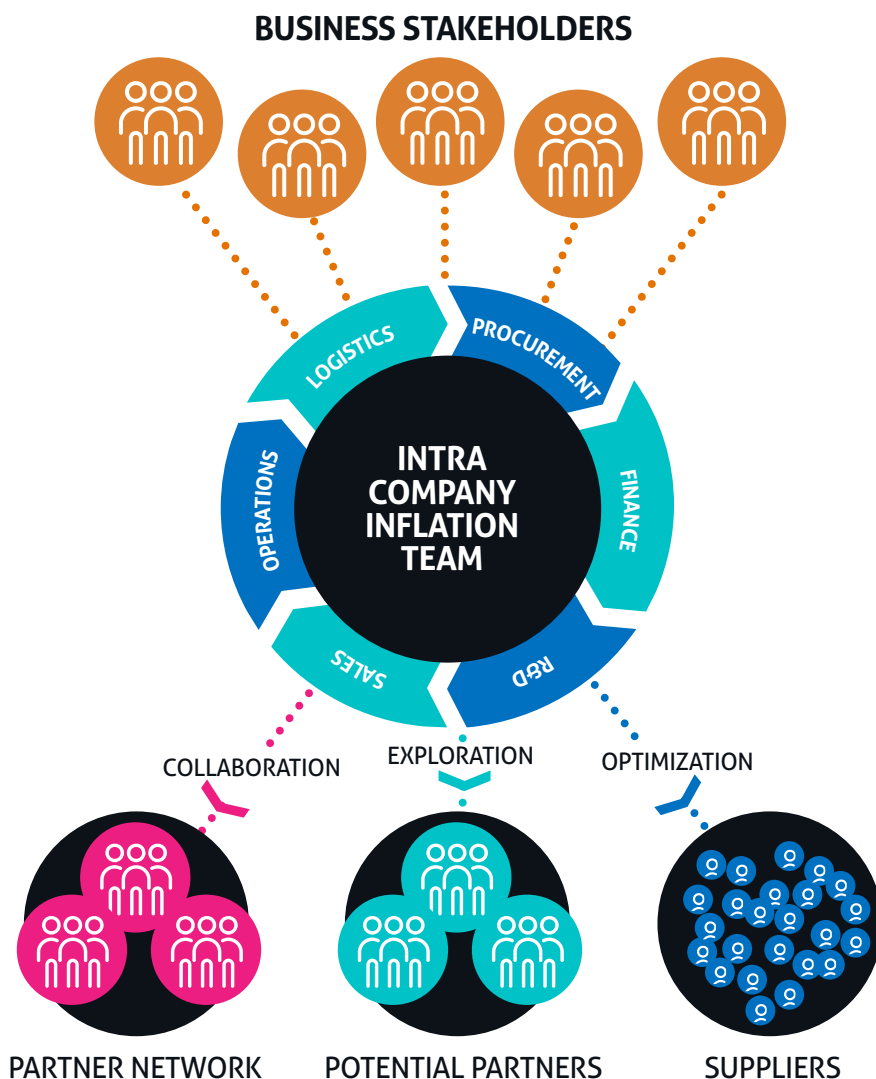 BUSINESS STAKEHOLDERS
LOGISTICS
PROCUREMENT
OPERATIONS
INTRA
COMPANY
INFLATION
TEAM
FINANCE
SALES
R&D
COLLABORATION
EXPLORATION
OPTIMIZATION
PARTNER NETWORK
POTENTIAL PARTNERS
SUPPLIERS